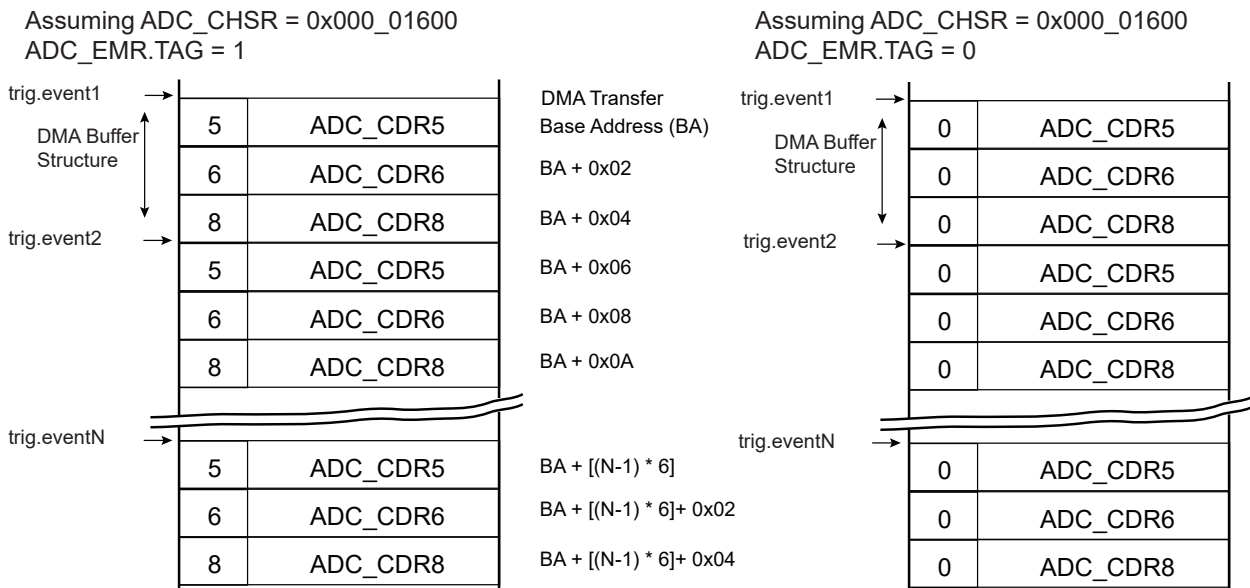 Assuming ADC_CHSR = 0x000_01600
ADC_EMR.TAG = 1
trig.event1
DMA Buffer
Structure
5 ADC_CDR5
6 ADC_CDR6
8 ADC_CDR8
trig.event2
5 ADC_CDR5
6 ADC_CDR6
8 ADC_CDR8
trig.eventN
5 ADC_CDR5
6 ADC_CDR6
8 ADC_CDR8
DMA Transfer
Base Address (BA)
BA + 0x02
BA + 0x04
BA + 0x06
BA + 0x08
BA + 0x0A
BA + [(N-1) * 6]
BA + [(N-1) * 6]+ 0x02
BA + [(N-1) * 6]+ 0x04
Assuming ADC_CHSR = 0x000_01600
ADC_EMR.TAG = 0
trig.event1
DMA Buffer
Structure
0 ADC_CDR5
0 ADC_CDR6
0 ADC_CDR8
trig.event2
0 ADC_CDR5
0 ADC_CDR6
0 ADC_CDR8
trig.eventN
0 ADC_CDR5
0 ADC_CDR6
0 ADC_CDR8